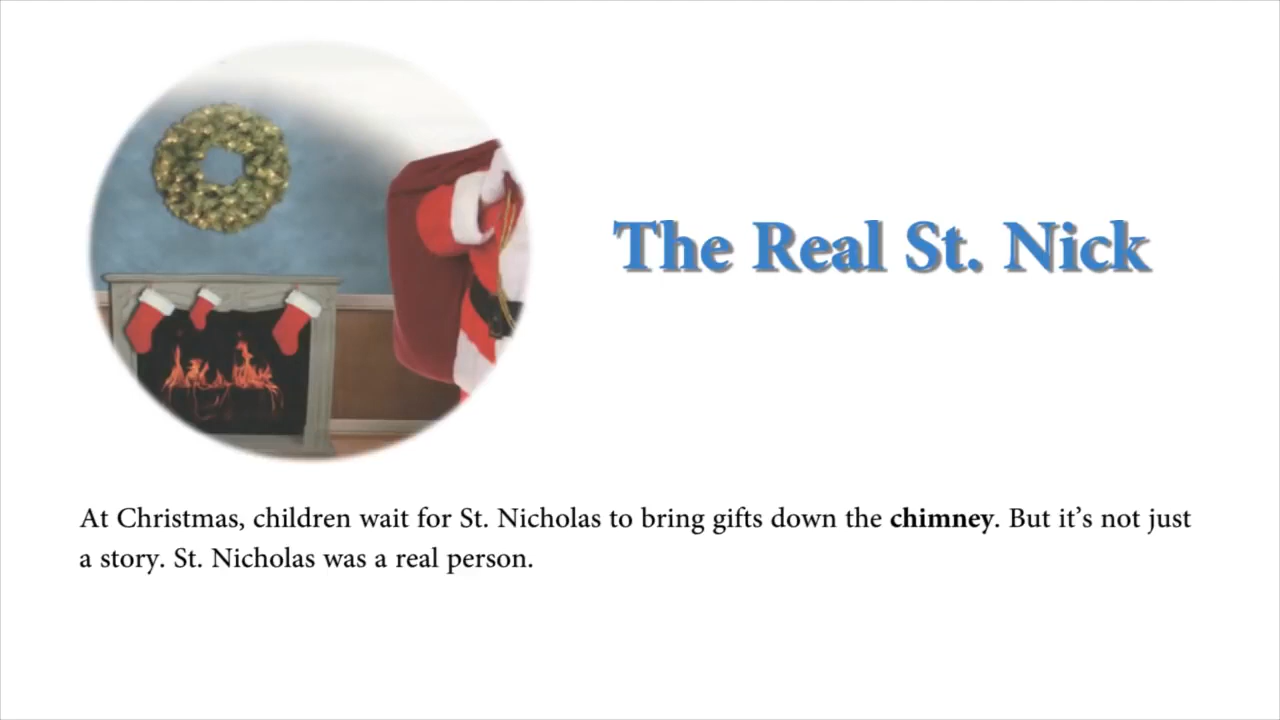 The Real St. Nick
At Christmas, children wait for St. Nicholas to bring gifts down the chimney. But it’s not just
a story. St. Nicholas was a real person.